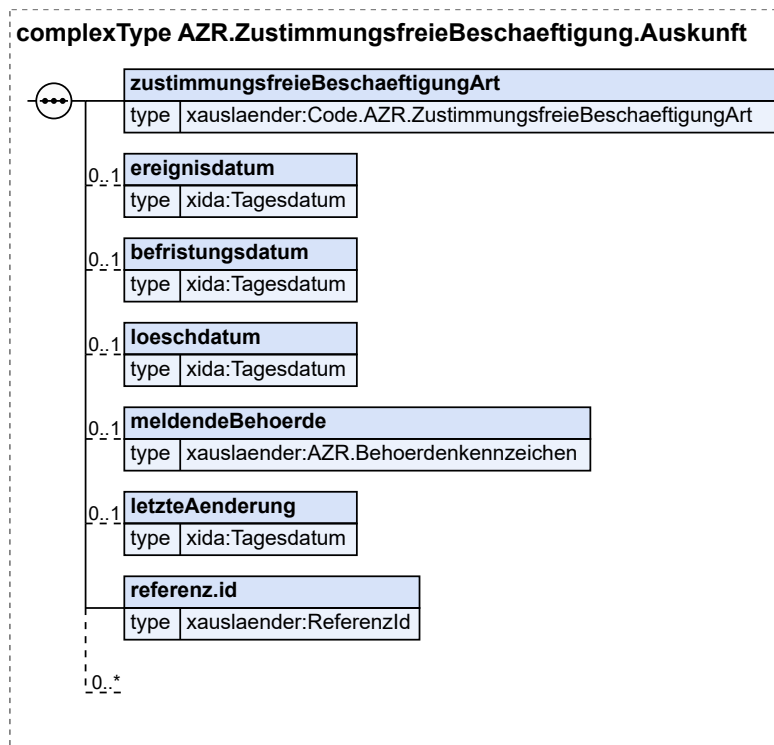 complexType AZR.ZustimmungsfreieBeschaeftigung.Auskunft
zustimmungsfreieBeschaeftigungArt
type xauslaender:Code.AZR.ZustimmungsfreieBeschaeftigungArt
0..1 ereignisdatum
type xida:Tagesdatum
0..1 befristungsdatum
type xida:Tagesdatum
0..1 loeschdatum
type xida:Tagesdatum
0..1 meldendeBehoerde
type xauslaender:AZR.Behoerdenkennzeichen
0..1 letzteAenderung
type xida:Tagesdatum
referenz.id
type xauslaender:ReferenzId
0..*